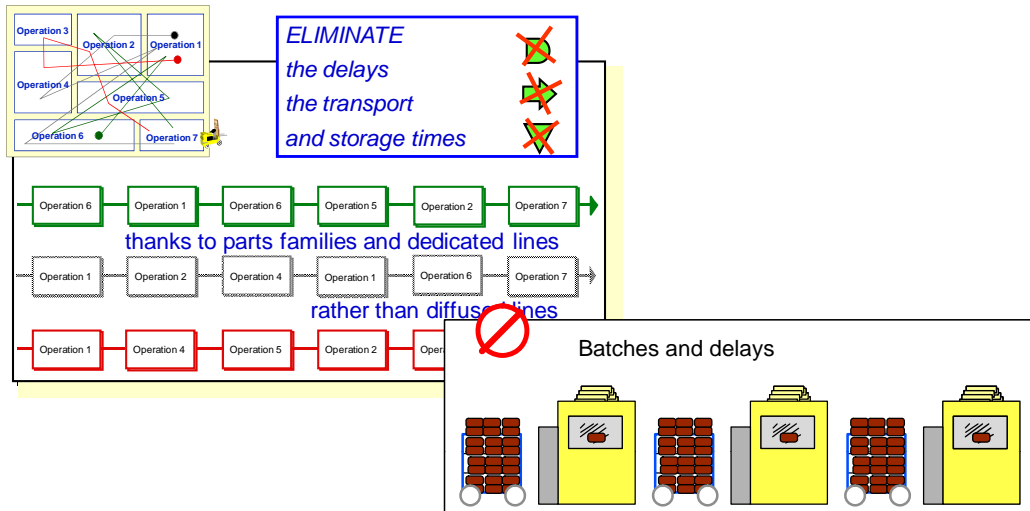 Operation 3
Operation 2
Operation 1
Operation 4
Operation 5
Operation 6
Operation 7
ELIMINATE
the delays
the transport
and storage times
Operation 6
Operation 1
Operation 6
Operation 5
Operation 2
Operation 7
thanks to parts families and dedicated lines
Operation 1
Operation 2
Operation 4
Operation 1
Operation 6
Operation 7
rather than lines
Operation 1
Operation 4
Operation 5
Operation 2
Batches and delays